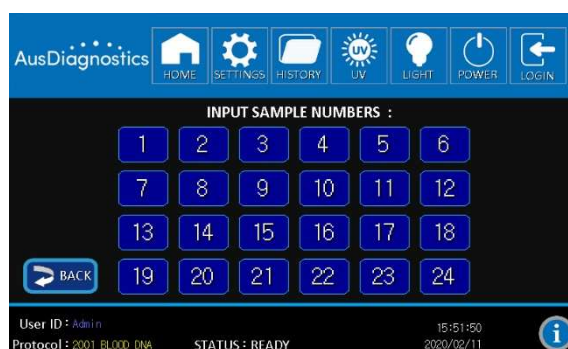 AusDiagnostics
HOME SETTINGS HISTORY UV UV LIGHT POWER LOGIN
INPUT SAMPLE NUMBERS :
1 2 3 4 5 6
7 8 9 10 11 12
13 14 15 16 17 18
BACK 19 20 21 22 23 24
User ID : Admin 15:51:50
Protocol : 2001 BLOOD DNA STATUS : READY 2020/02/11
i